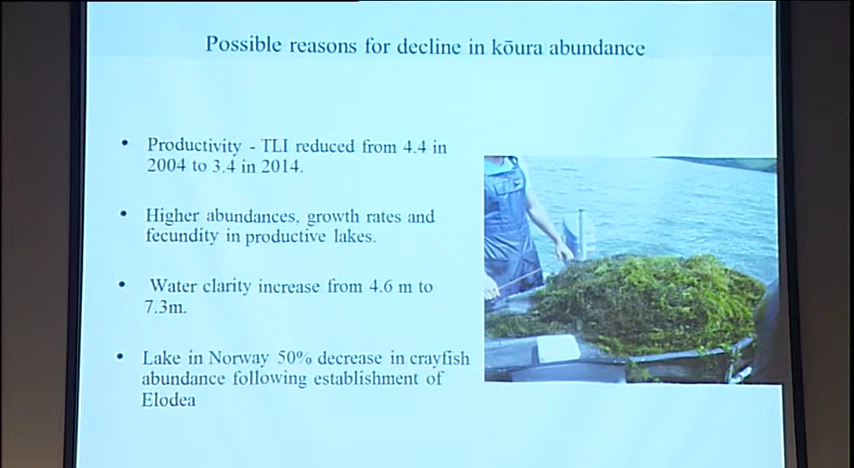 Possible reasons for decline in kōura abundance
• Productivity - TLI reduced from 4.4 in
2004 to 3.4 in 2014.
• Higher abundances, growth rates and
fecundity in productive lakes.
• Water clarity increase from 4.6 m to
7.3m.
• Lake in Norway 50% decrease in crayfish
abundance following establishment of
Elodea